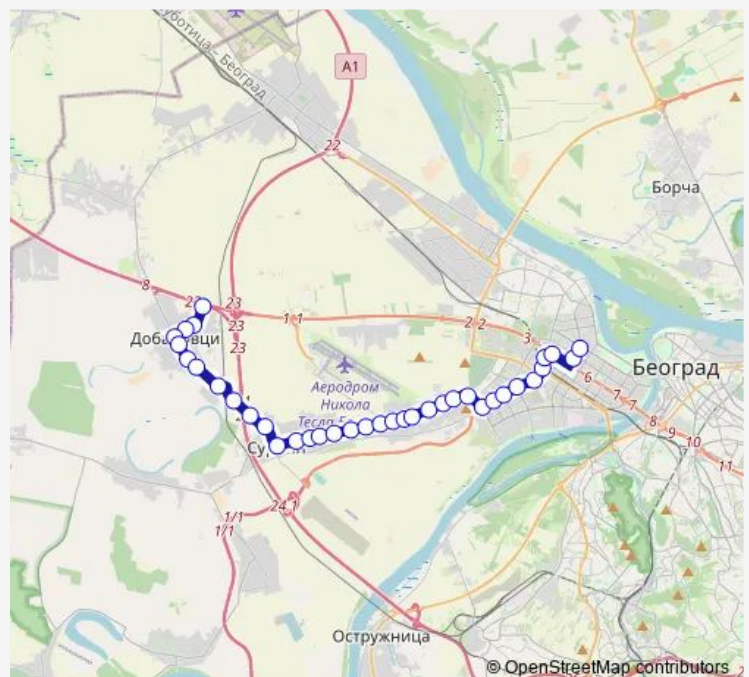 Суботица – Београд
A1
22
Борча
8
23
23
23
1 1
2 2
3
Добановци
Београд
6
7
7
8
9
10
11
Аеродром
Никола
Тесла Б
Су
24.1
1/1
1/1
Остружница
2
© OpenStreetMap contributors